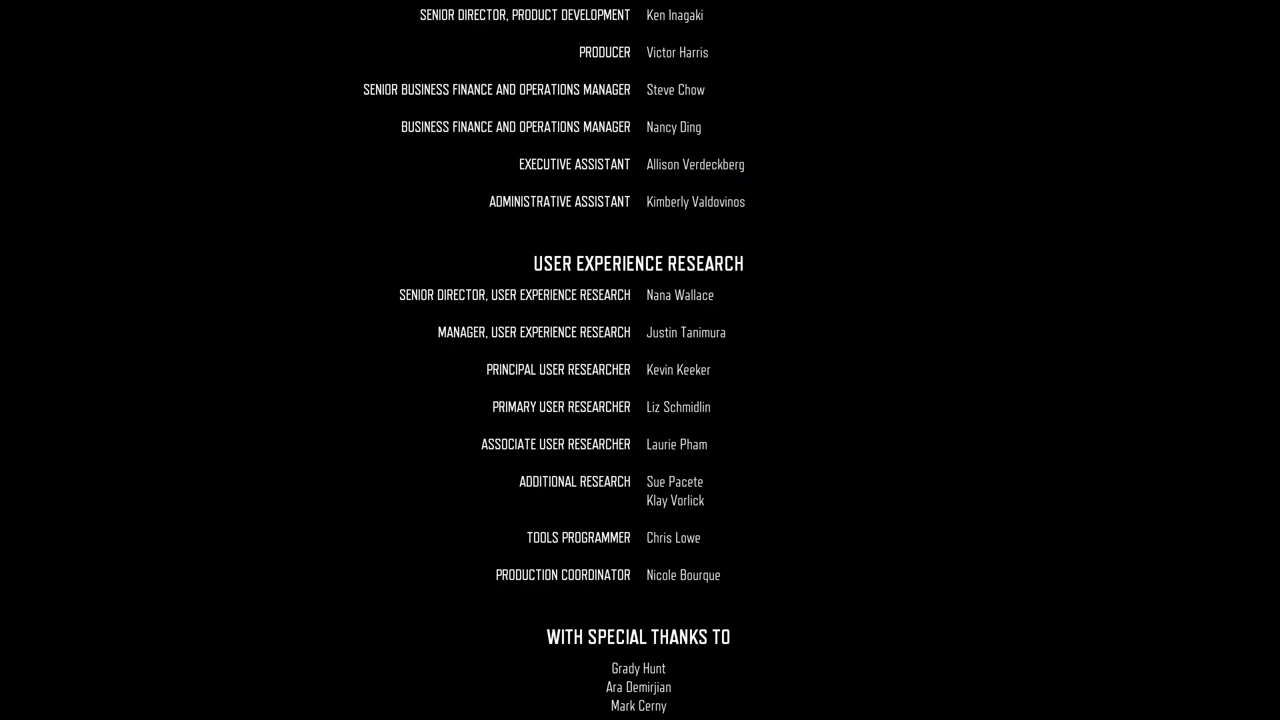 SENIOR DIRECTOR, PRODUCT DEVELOPMENT Ken Inagaki
PRODUCER Victor Harris
SENIOR BUSINESS FINANCE AND OPERATIONS MANAGER Steve Chow
BUSINESS FINANCE AND OPERATIONS MANAGER Nancy Ding
EXECUTIVE ASSISTANT Allison Verdeckberg
ADMINISTRATIVE ASSISTANT Kimberly Valdovinos
USER EXPERIENCE RESEARCH
SENIOR DIRECTOR, USER EXPERIENCE RESEARCH Nana Wallace
MANAGER, USER EXPERIENCE RESEARCH Justin Tanimura
PRINCIPAL USER RESEARCHER Kevin Keeker
PRIMARY USER RESEARCHER Liz Schmidlin
ASSOCIATE USER RESEARCHER Laurie Pham
ADDITIONAL RESEARCH Sue Pacete
Klay Vorlick
TOOLS PROGRAMMER Chris Lowe
PRODUCTION COORDINATOR Nicole Bourque
WITH SPECIAL THANKS TO
Grady Hunt
Ara Demirjian
Mark Cerny